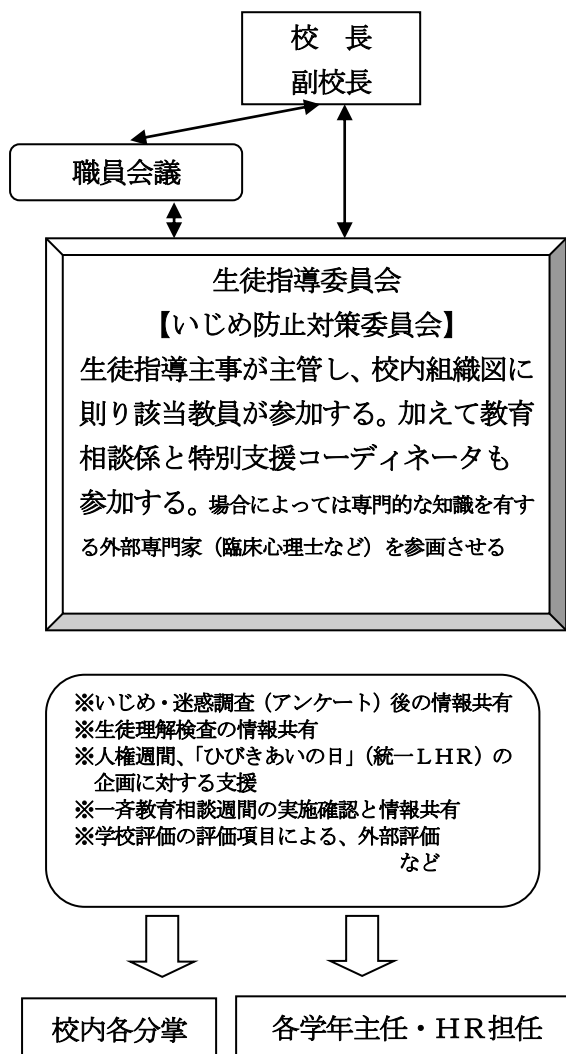 校　長
副校長
職員会議
生徒指導委員会
【いじめ防止対策委員会】
生徒指導主事が主管し、校内組織図に
則り該当教員が参加する。加えて教育
相談係と特別支援コーディネータも
参加する。場合によっては専門的な知識を有す
る外部専門家（臨床心理士など）を参画させる
※いじめ・迷惑調査（アンケート）後の情報共有
※生徒理解検査の情報共有
※人権週間、「ひびきあいの日」（統一ＬＨＲ）の
企画に対する支援
※一斉教育相談週間の実施確認と情報共有
※学校評価の評価項目による、外部評価
など
校内各分掌
各学年主任・ＨＲ担任